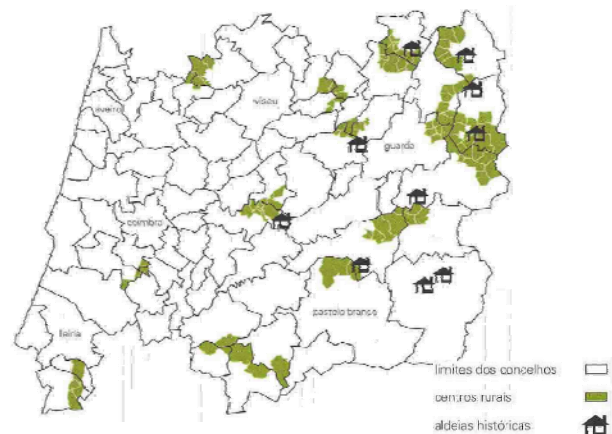 aveiro
viseu
guarda
coimbra
castelo branco
leiria
limites dos concelhos
centros rurais
aldeias históricas